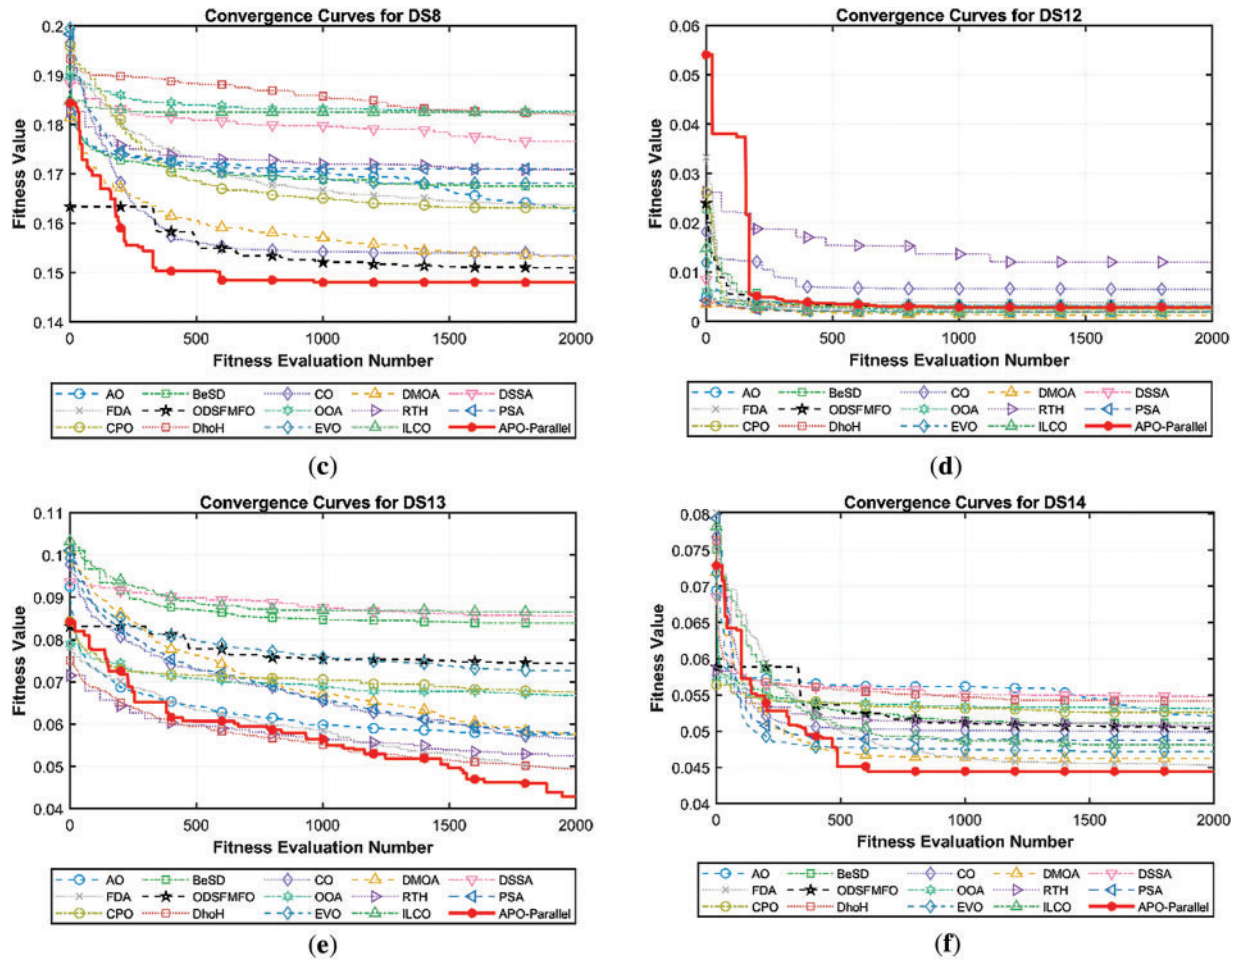 Convergence Curves for DS8
0.2
0.19
0.18
0.17
0.16
0.15
0.14
Fitness Value
0 500 1000 1500 2000
Fitness Evaluation Number
AO BeSD CO DMOA DSSA
FDA ODSFMFO OOA RTH PSA
CPO DhoH EVO ILCO APO-Parallel
(c)
Convergence Curves for DS12
0.06
0.05
0.04
0.03
0.02
0.01
0
Fitness Value
0 500 1000 1500 2000
Fitness Evaluation Number
AO BeSD CO DMOA DSSA
FDA ODSFMFO OOA RTH PSA
CPO DhoH EVO ILCO APO-Parallel
(d)
Convergence Curves for DS13
0.11
0.1
0.09
0.08
0.07
0.06
0.05
0.04
Fitness Value
0 500 1000 1500 2000
Fitness Evaluation Number
AO BeSD CO DMOA DSSA
FDA ODSFMFO OOA RTH PSA
CPO DhoH EVO ILCO APO-Parallel
(e)
Convergence Curves for DS14
0.08
0.075
0.07
0.065
0.06
0.055
0.05
0.045
0.04
Fitness Value
0 500 1000 1500 2000
Fitness Evaluation Number
AO BeSD CO DMOA DSSA
FDA ODSFMFO OOA RTH PSA
CPO DhoH EVO ILCO APO-Parallel
(f)